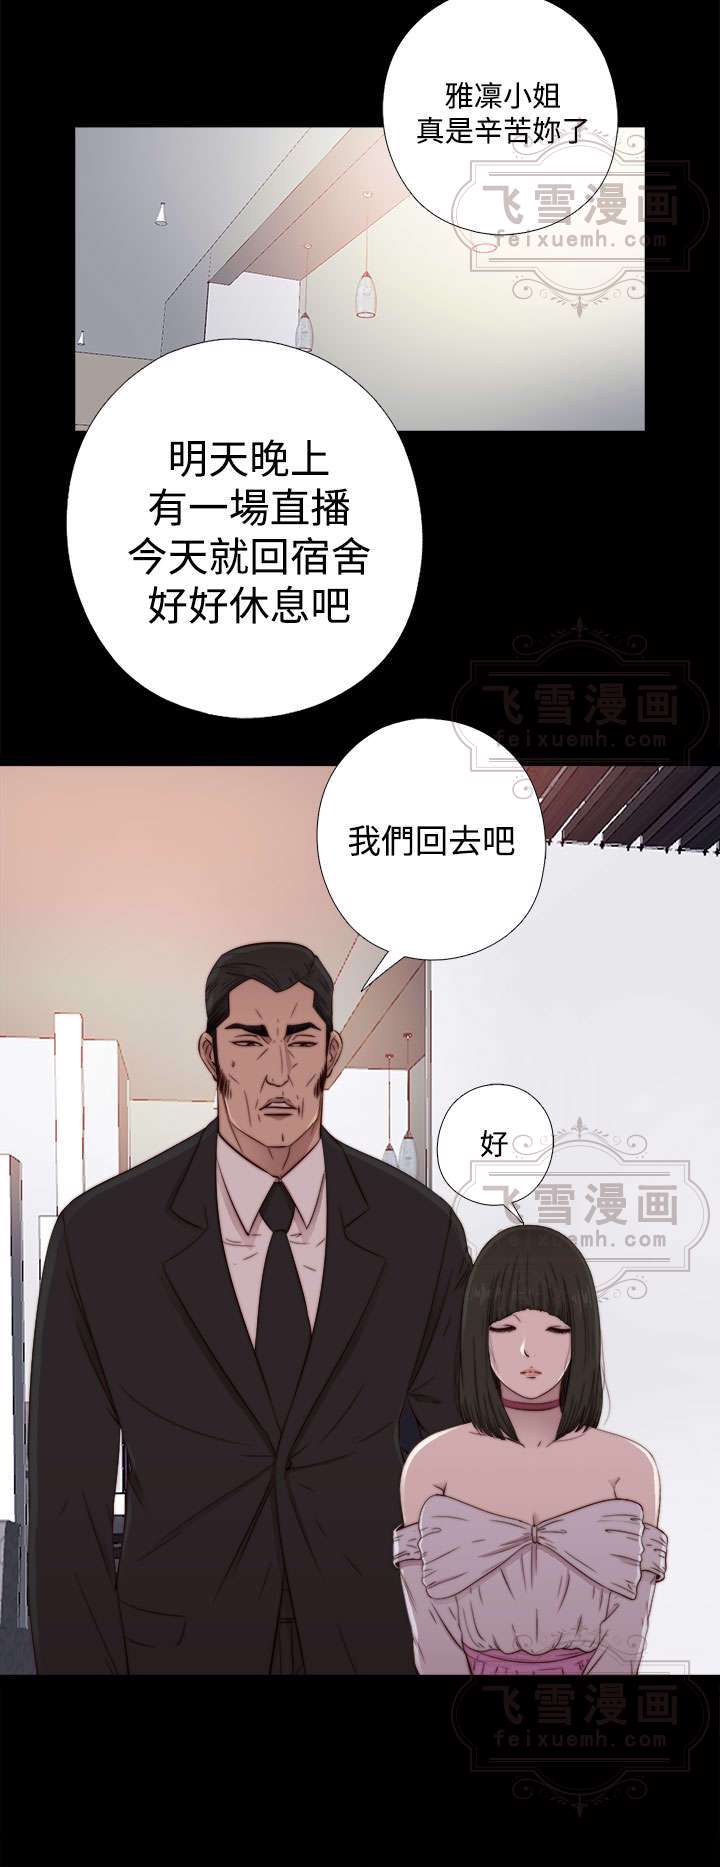 雅凜小姐
真是辛苦妳了
飞雪漫画
feixuemh.com
明天晚上
有一場直播
今天就回宿舍
好好休息吧
飞雪漫画
feixuemh.com
我們回去吧
好
飞雪漫画
feixuemh.com
飞雪漫画
feixuemh.com